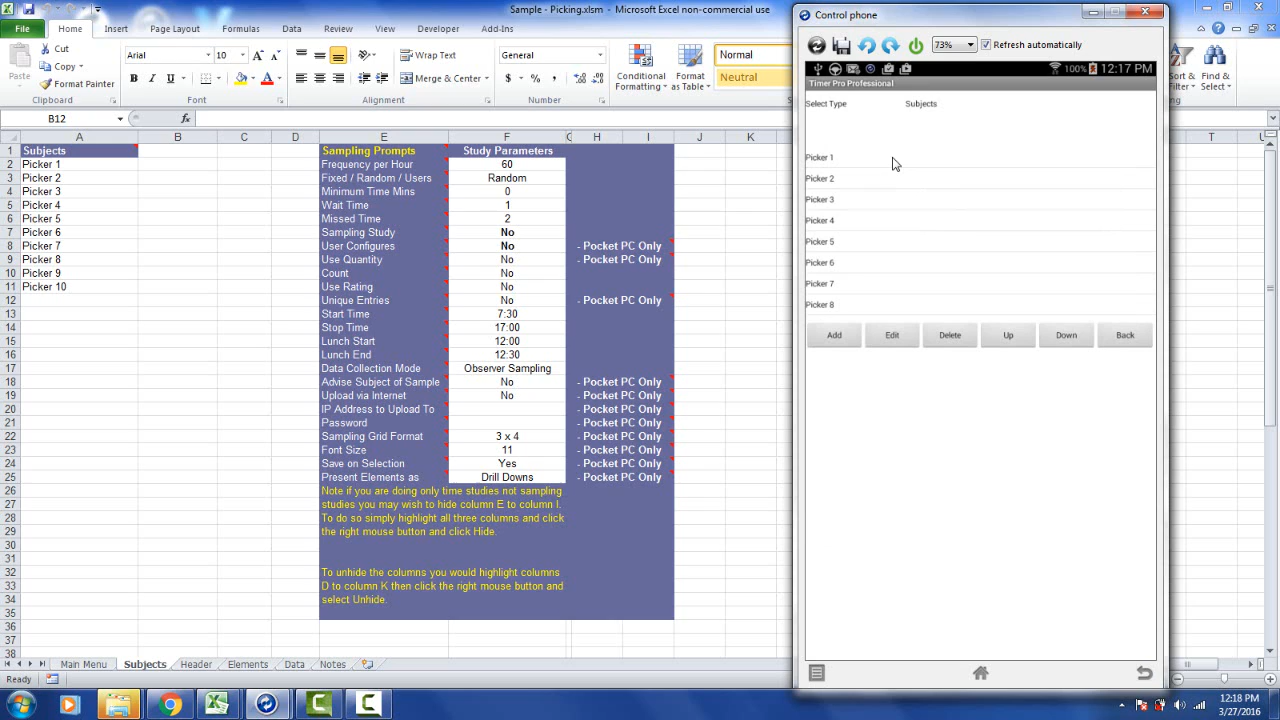 Sample - Picking.xlsm - Microsoft Excel non-commercial use
File Home Insert Page Layout Formulas Data Review View Developer Add-Ins
Cut
Copy
Format Painter
Paste
Clipboard
Arial 10
B I U
Font
Wrap Text
Merge & Center
Alignment
General
$ %
Number
Conditional Formatting
Format as Table
Normal
Neutral
Sort & Filter
Find & Select
B12 fx
A B C D E F G H I J K T
1 Subjects Sampling Prompts Study Parameters
2 Picker 1 Frequency per Hour 60
3 Picker 2 Fixed / Random / Users Random
4 Picker 3 Minimum Time Mins 0
5 Picker 4 Wait Time 1
6 Picker 5 Missed Time 2
7 Picker 6 Sampling Study No
8 Picker 7 User Configures No - Pocket PC Only
9 Picker 8 Use Quantity No - Pocket PC Only
10 Picker 9 Count No
11 Picker 10 Use Rating No
12 Unique Entries No - Pocket PC Only
13 Start Time 7:30
14 Stop Time 17:00
15 Lunch Start 12:00
16 Lunch End 12:30
17 Data Collection Mode Observer Sampling
18 Advise Subject of Sample No - Pocket PC Only
19 Upload via Internet No - Pocket PC Only
20 IP Address to Upload To - Pocket PC Only
21 Password - Pocket PC Only
22 Sampling Grid Format 3 x 4 - Pocket PC Only
23 Font Size 11 - Pocket PC Only
24 Save on Selection Yes - Pocket PC Only
25 Present Elements as Drill Downs - Pocket PC Only
26 Note if you are doing only time studies not sampling
27 studies you may wish to hide column E to column I.
28 To do so simply highlight all three columns and click
29 the right mouse button and click Hide.
30
31
32 To unhide the columns you would highlight columns
33 D to column K then click the right mouse button and
34 select Unhide.
35
36
37
38
Main Menu Subjects Header Elements Data Notes
Ready
Control phone
73% Refresh automatically
100% 12:17 PM
Timer Pro Professional
Select Type Subjects
Picker 1
Picker 2
Picker 3
Picker 4
Picker 5
Picker 6
Picker 7
Picker 8
Add Edit Delete Up Down Back
12:18 PM
3/27/2016